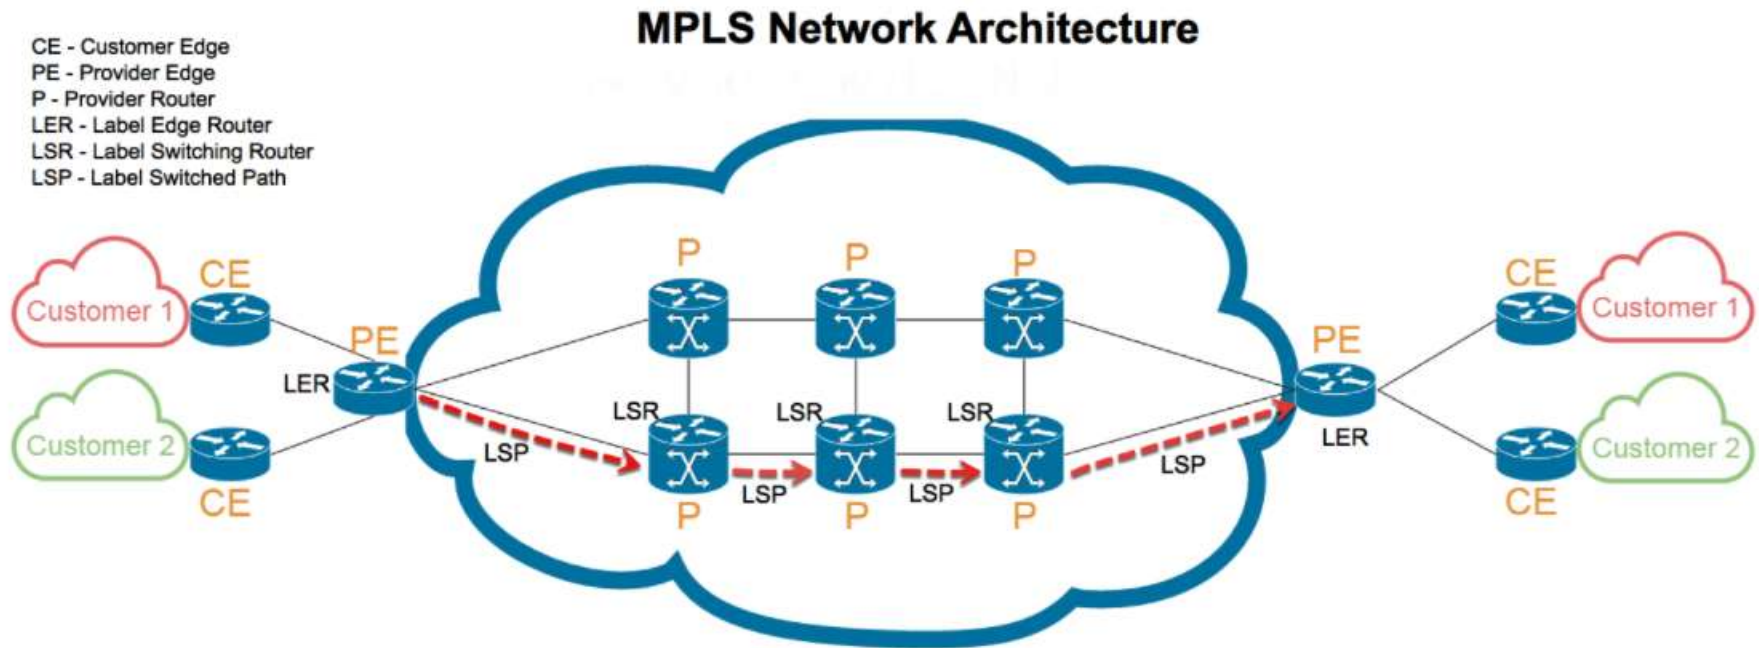 MPLS Network Architecture
CE - Customer Edge
PE - Provider Edge
P - Provider Router
LER - Label Edge Router
LSR - Label Switching Router
LSP - Label Switched Path
P
P
P
CE
CE
Customer 1
Customer 1
PE
PE
LER
LSR
LSR
LSR
LER
Customer 2
Customer 2
LSP
LSP
LSP
LSP
CE
P
P
P
CE